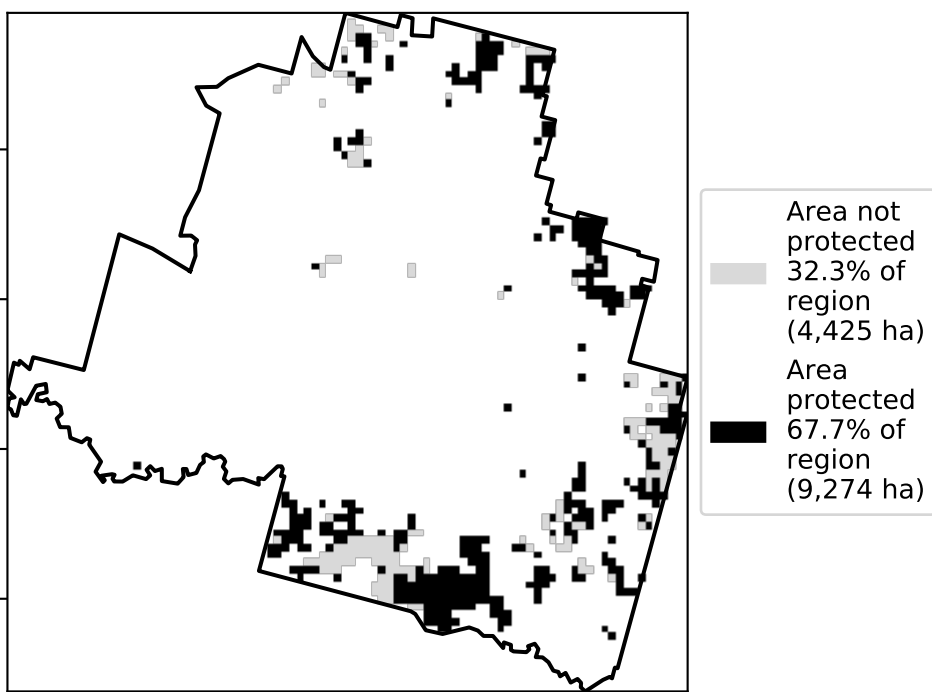 Area not
protected
32.3% of
region
(4,425 ha)
Area
protected
67.7% of
region
(9,274 ha)